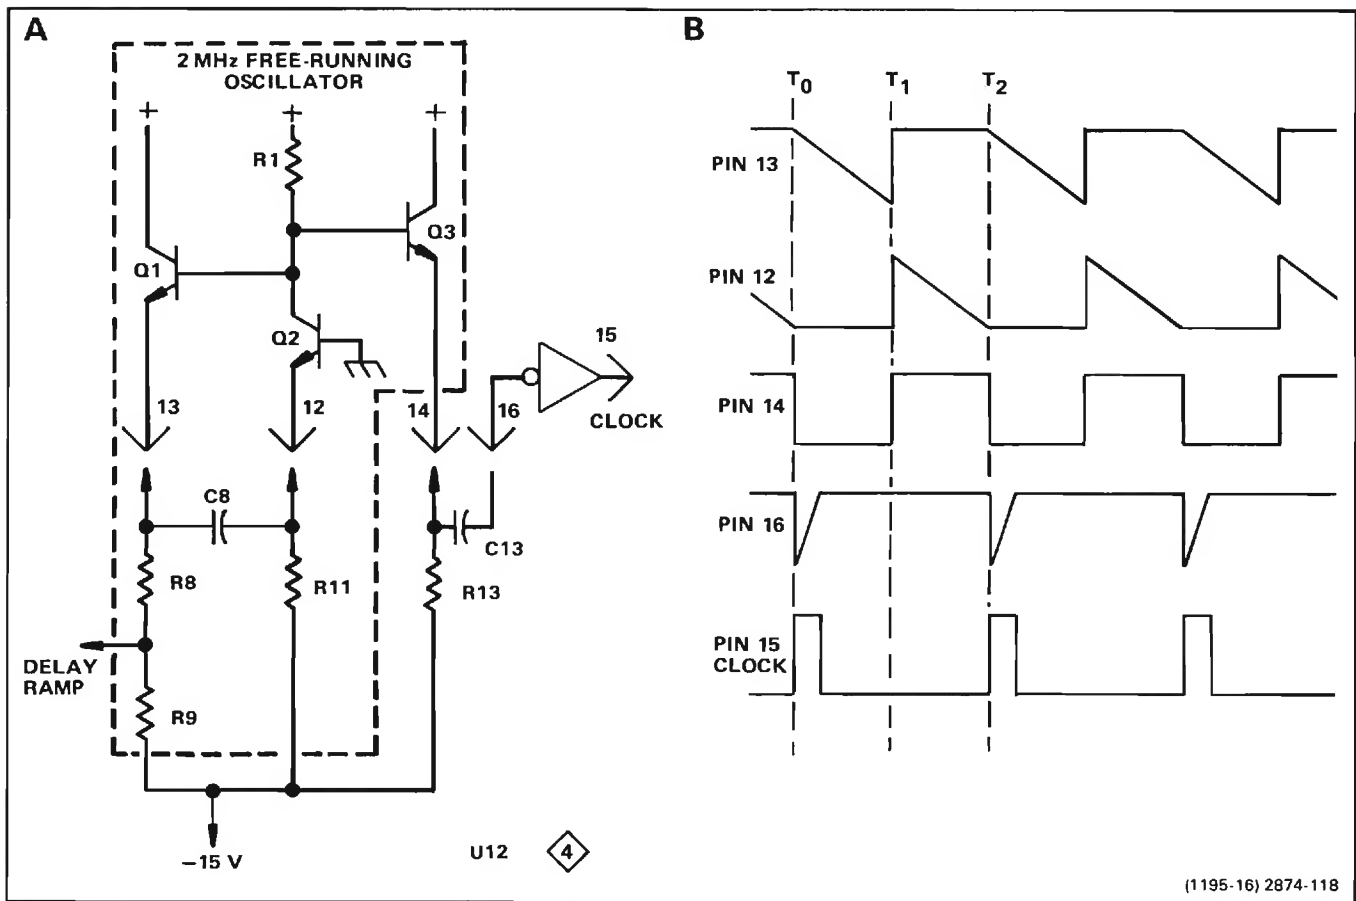 A
2 MHz FREE-RUNNING
OSCILLATOR
+ + +
R1
Q1
Q3
Q2
15
13
12
14
16
CLOCK
C8
C13
R8
R11
R13
DELAY
RAMP
R9
−15 V
U12
4
B
T0 T1 T2
PIN 13
PIN 12
PIN 14
PIN 16
PIN 15
CLOCK
(1195-16) 2874-118